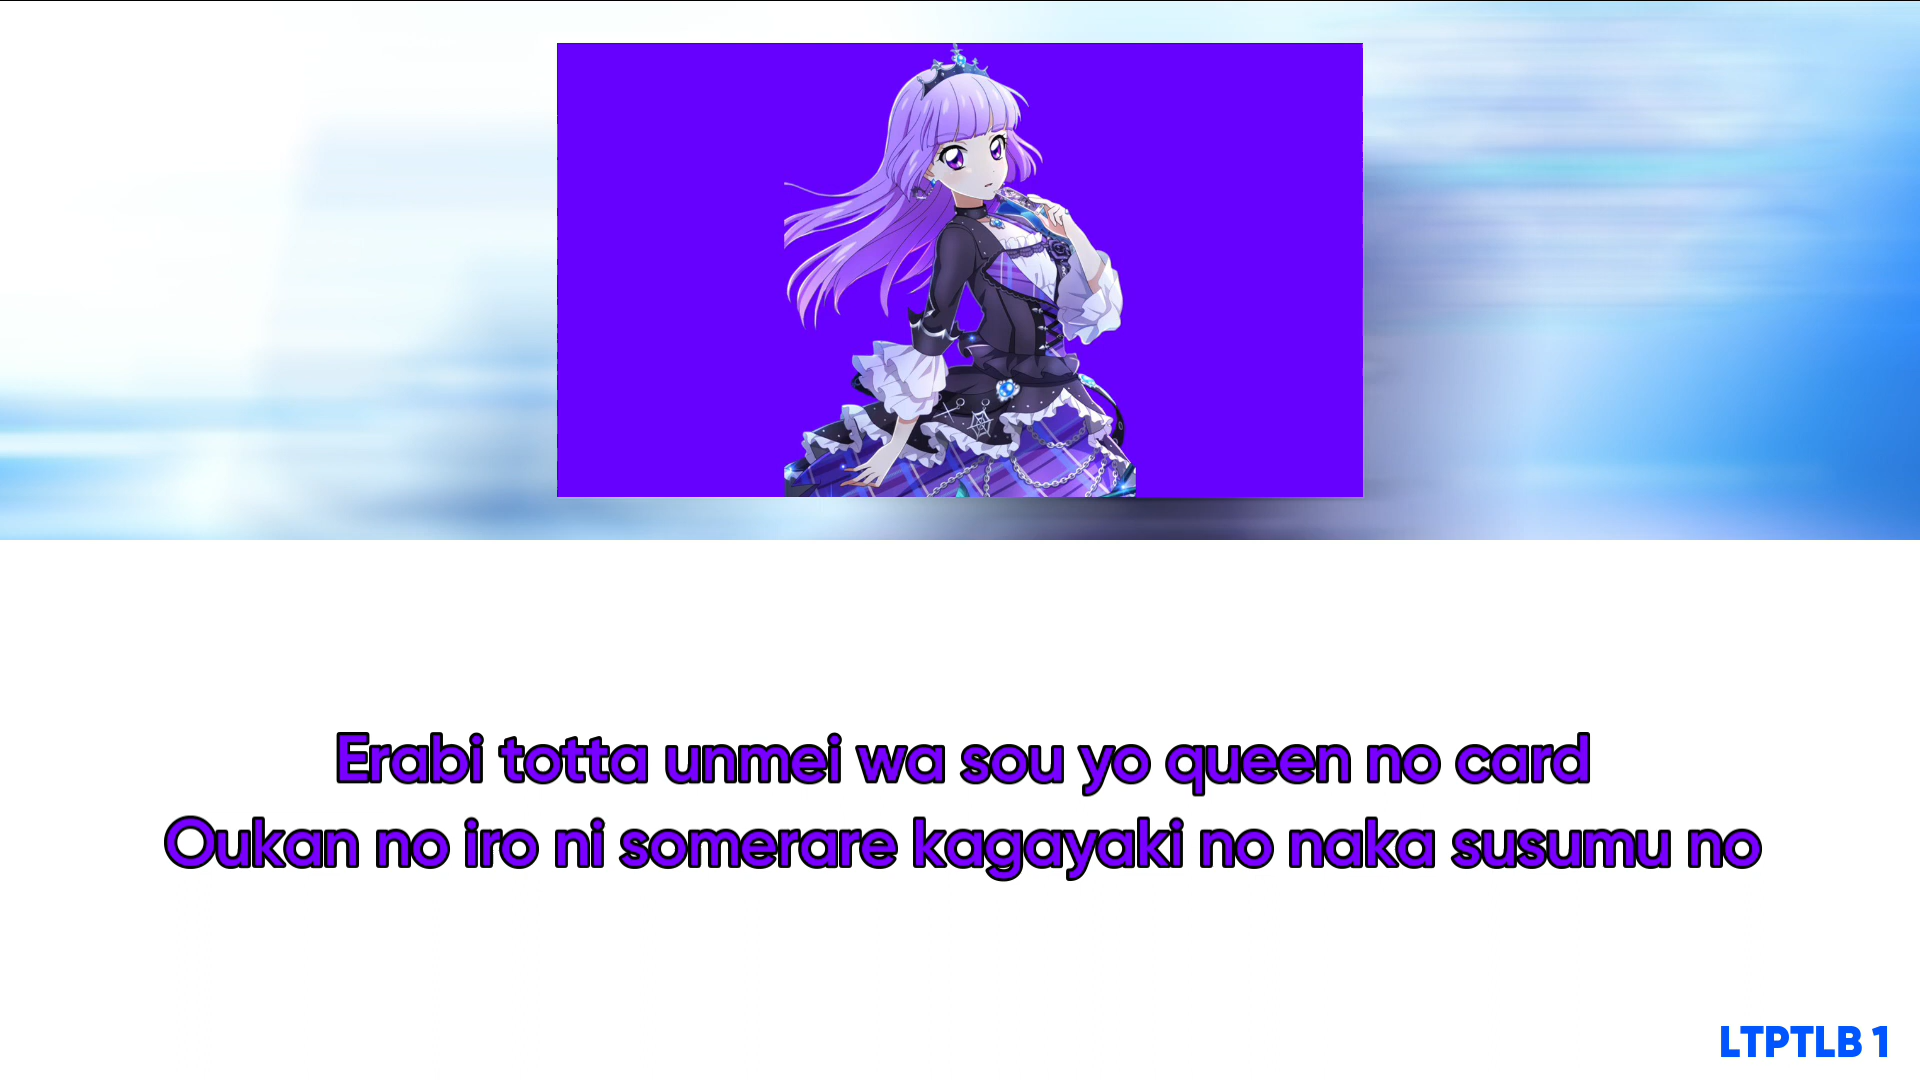 Erabi totta unmei wa sou yo queen no card
Oukan no iro ni somerare kagayaki no naka susumu no
LTPTLB 1